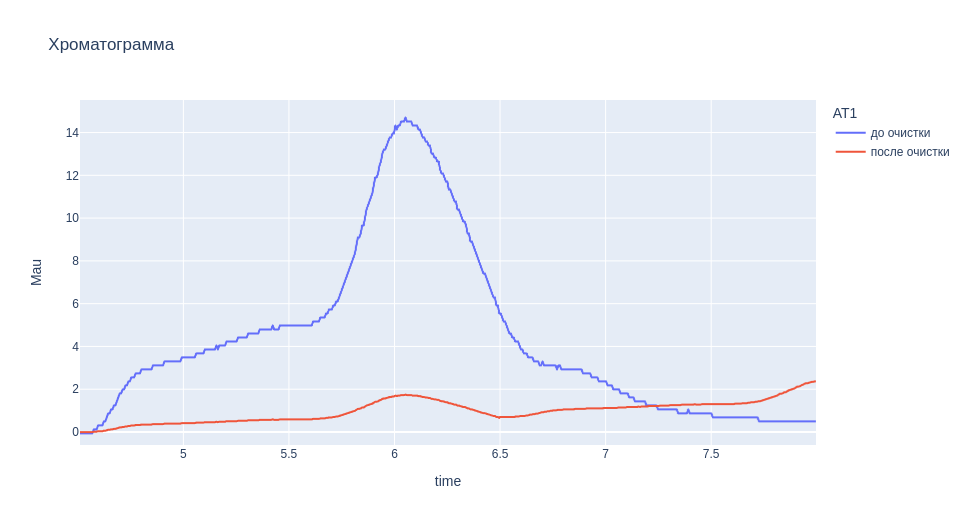 Хроматограмма
AT1
до очистки
после очистки
14
12
10
8
6
4
2
0
Mau
5
5.5
6
6.5
7
7.5
time